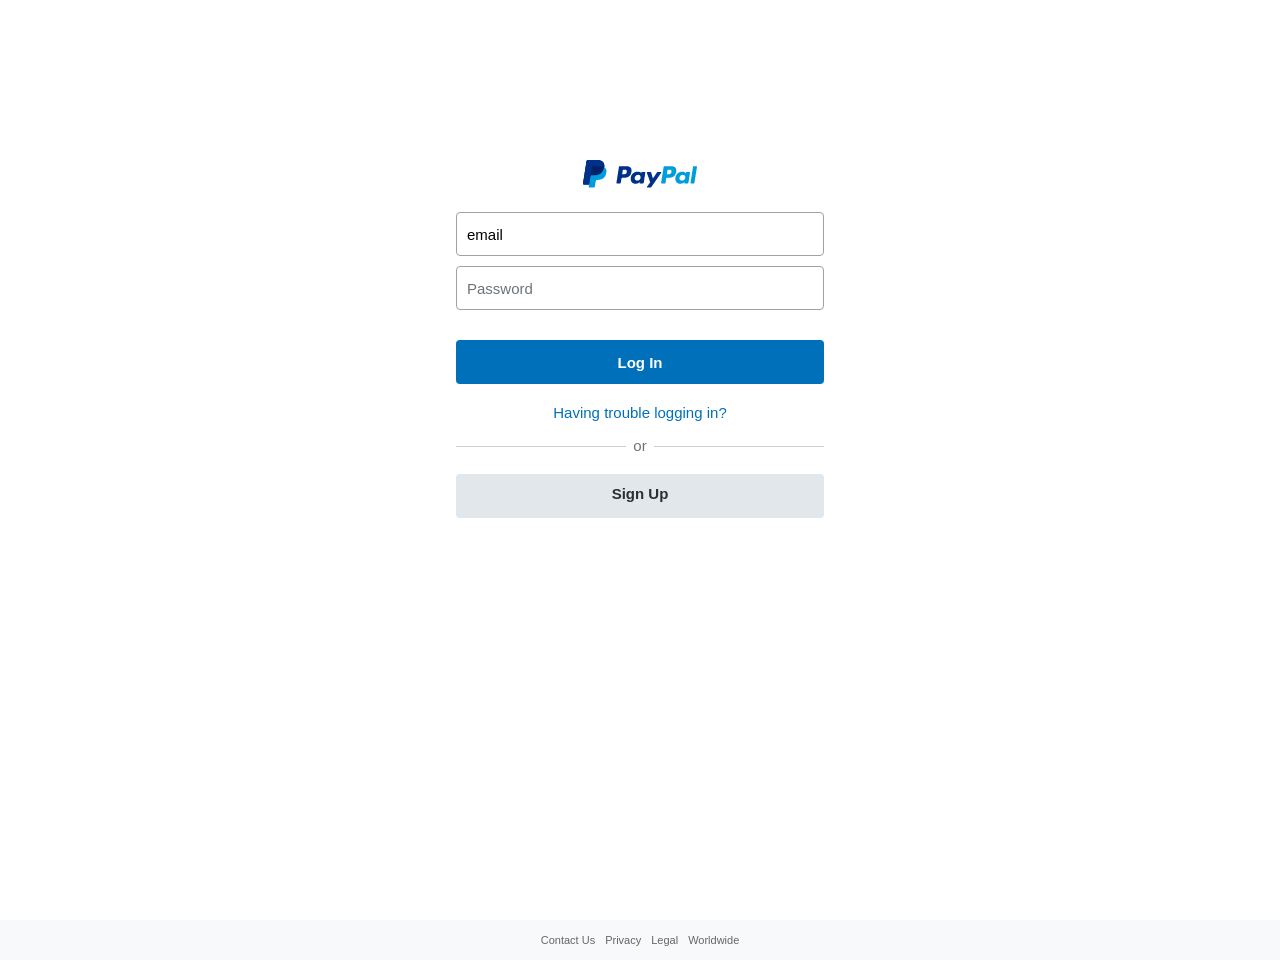 PayPal
email
Password
Log In
Having trouble logging in?
or
Sign Up
Contact Us Privacy Legal Worldwide